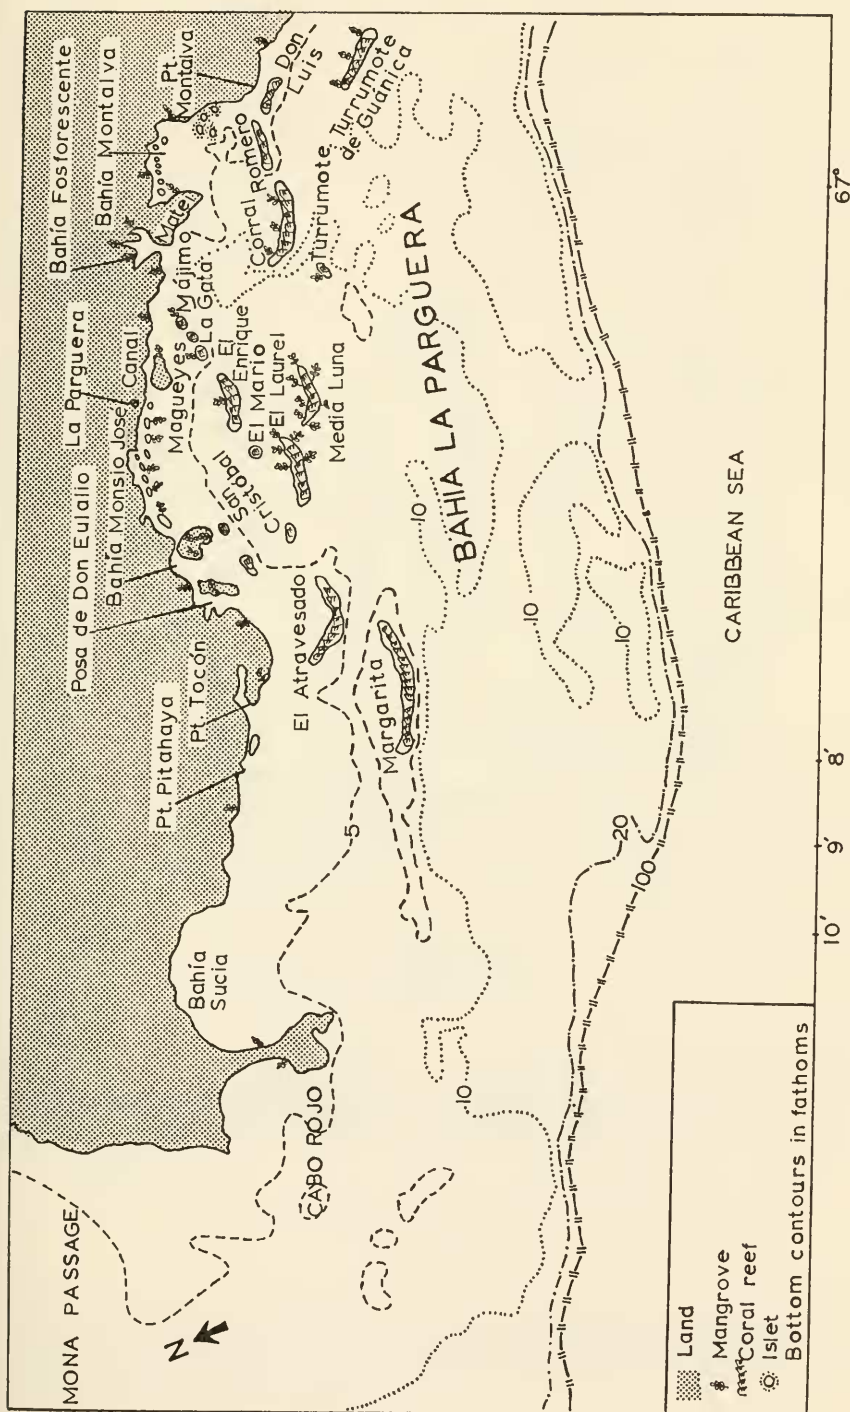 MONA PASSAGE
N
CABO ROJO
Bahía
Sucia
Pt. Pitahaya
Pt. Tocón
Posa de Don Eulalio
Bahía Monsio José
La Parguera
Canal
Bahía Fosforescente
Bahía Montalva
Pt.
Montalva
Matei
Májimo
La Gata
Magueyes
El
Enrique
El Mario
El Laurel
Media Luna
San
Cristóbal
El Atravesado
Margarita
Corral
Romero
Don
Luis
Turrumote
Turrumote
de Guánica
BAHIA LA PARGUERA
CARIBBEAN SEA
5
10
10
10
10
20
100
10'
9'
8'
67°
Land
Mangrove
Coral reef
Islet
Bottom contours in fathoms